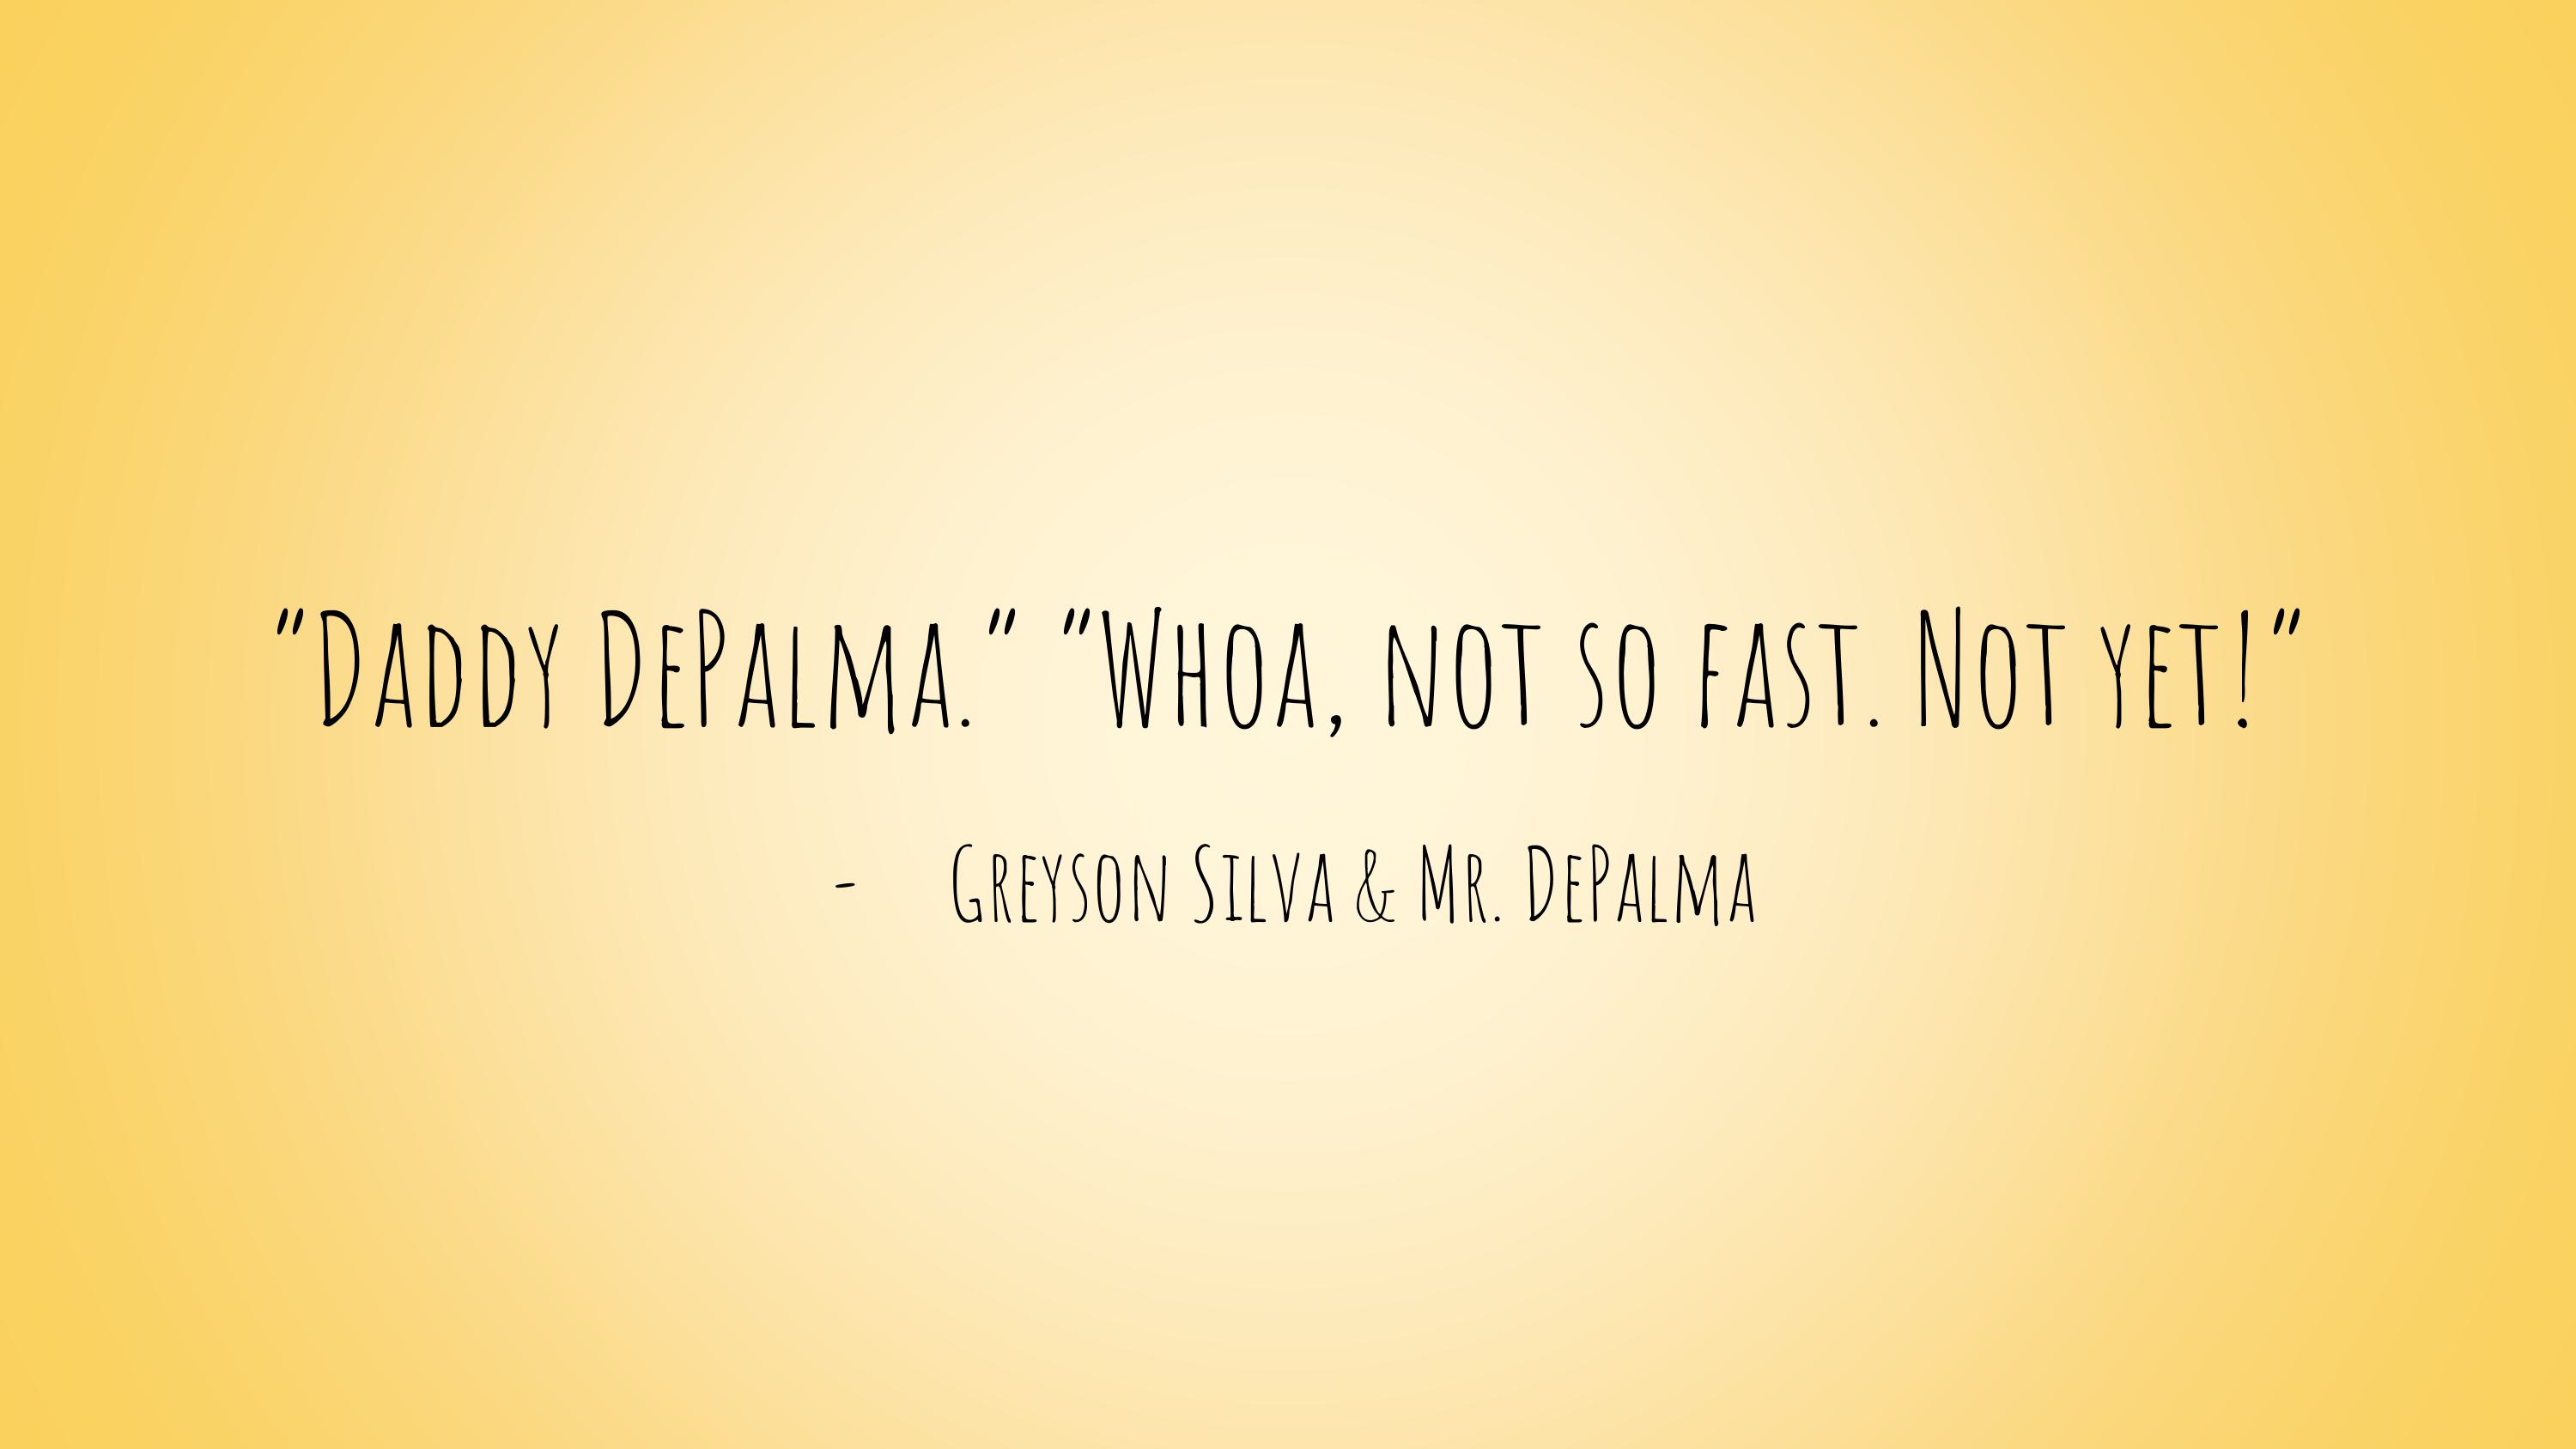 “Daddy DePalma.” “Whoa, not so fast. Not yet!”
- Greyson Silva & Mr. DePalma